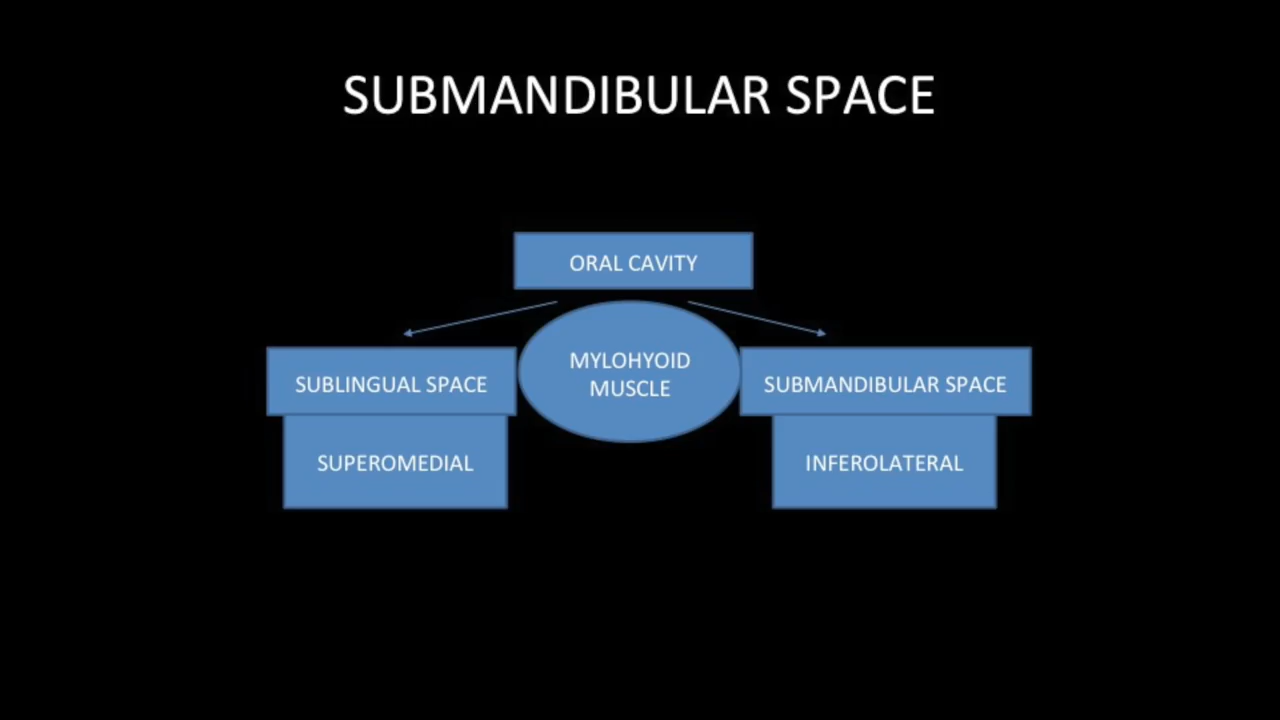 SUBMANDIBULAR SPACE
ORAL CAVITY
MYLOHYOID
MUSCLE
SUBLINGUAL SPACE
SUBMANDIBULAR SPACE
SUPEROMEDIAL
INFEROLATERAL